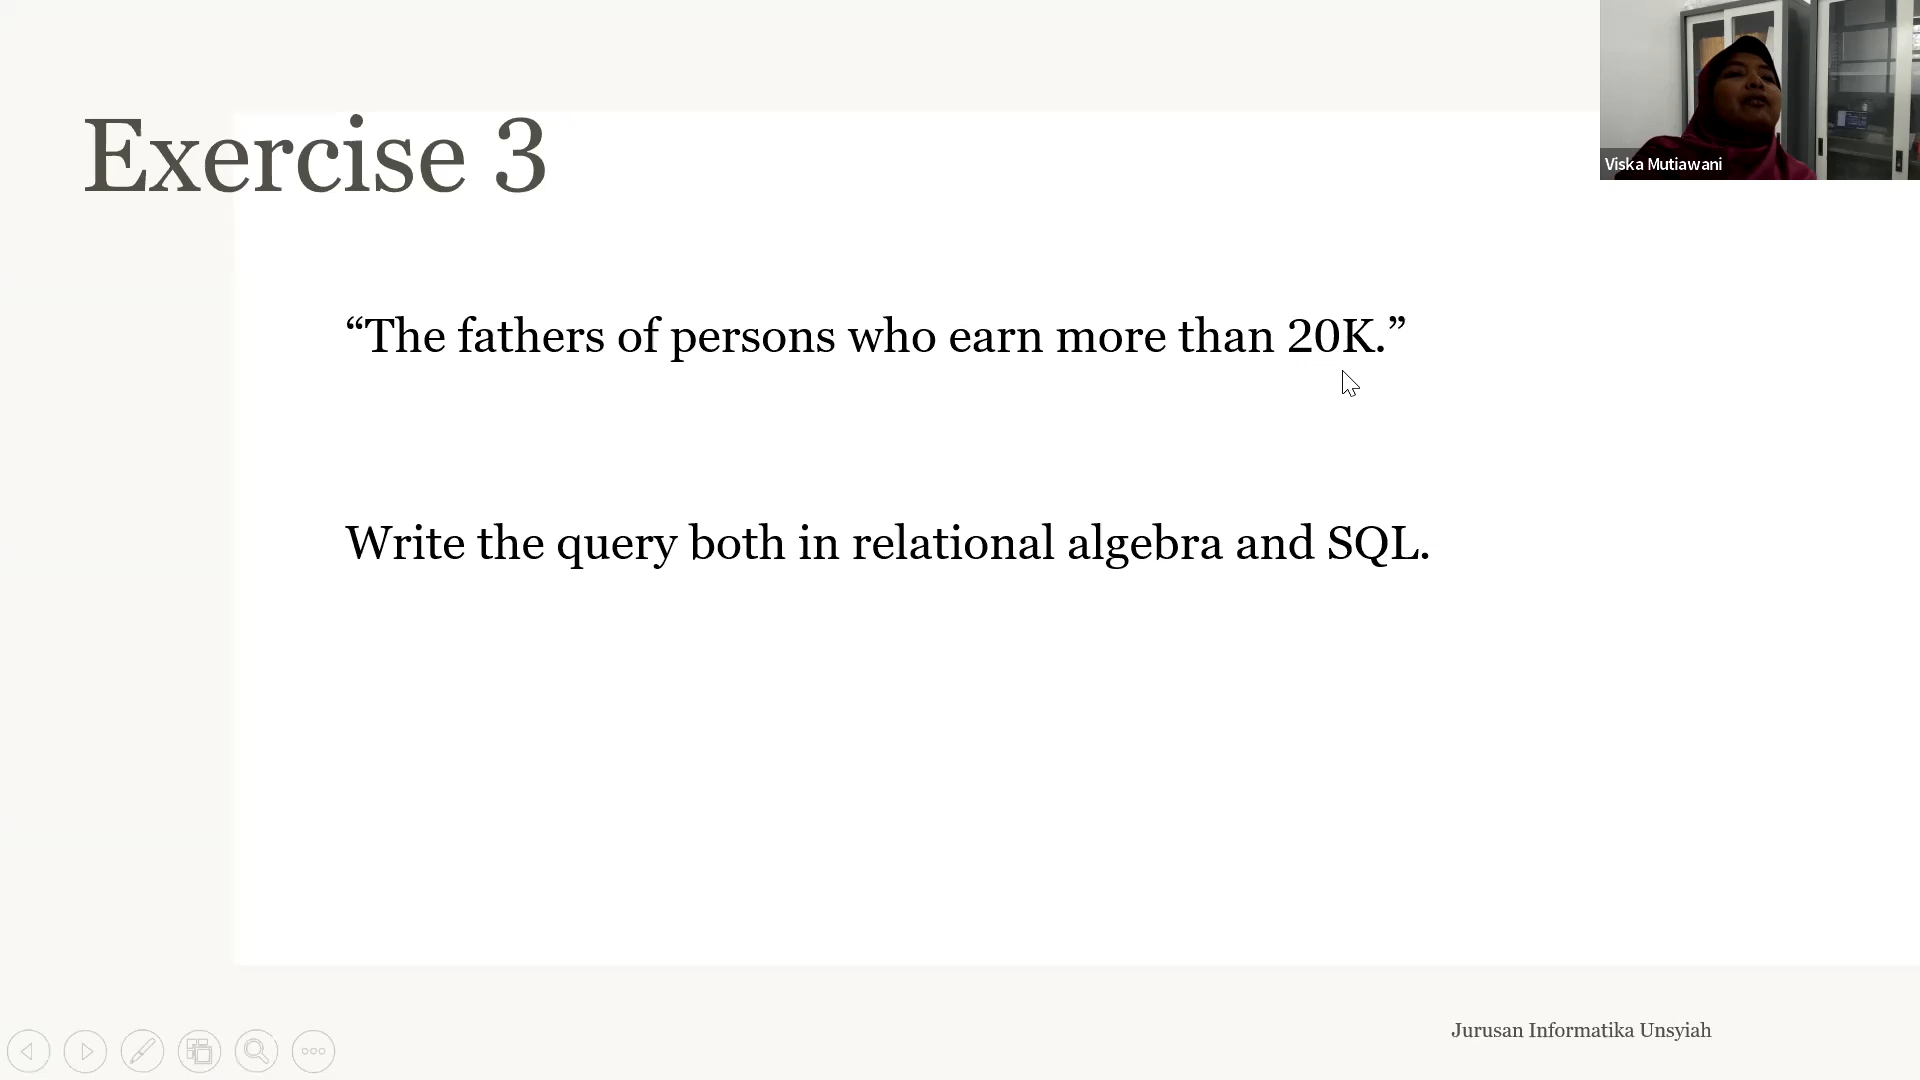 Viska Mutiawani
Exercise 3
“The fathers of persons who earn more than 20K.”
Write the query both in relational algebra and SQL.
Jurusan Informatika Unsyiah